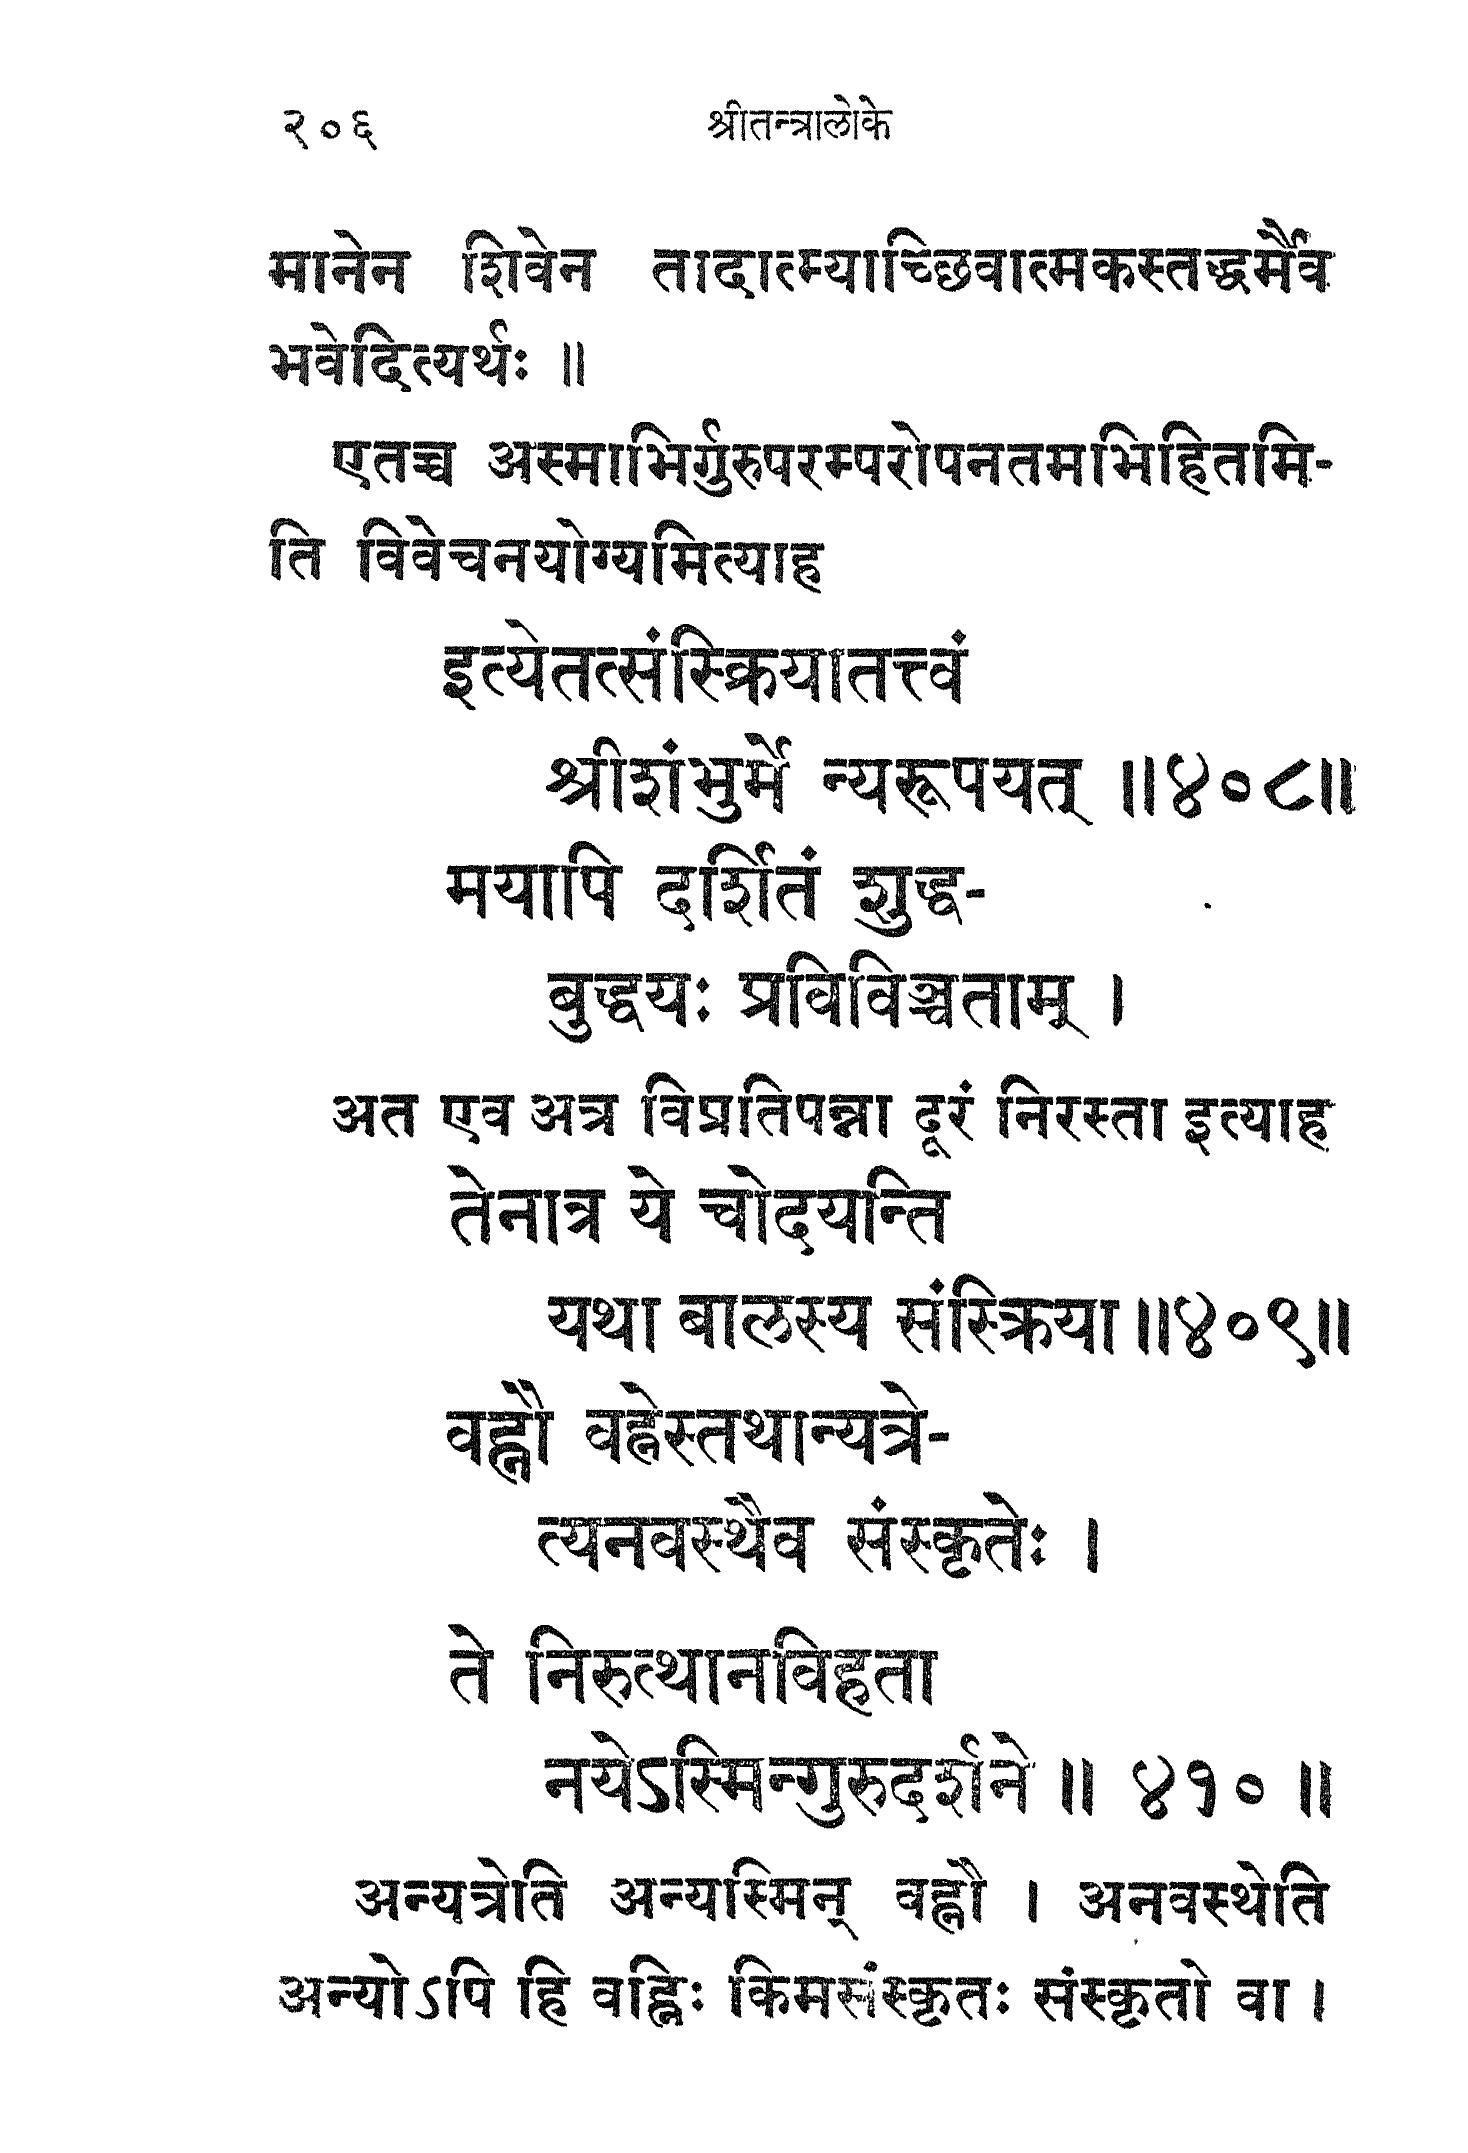 २०६ श्रीतन्त्रालोके
मानेन शिवेन तादात्म्याच्छिवात्मकस्तद्धर्मैव
भवेदित्यर्थः ॥
एतच्च अस्माभिर्गुरुपरम्परोपनतमभिहितमि-
ति विवेचनयोग्यमित्याह
इत्येतत्संस्क्रियातत्त्वं
श्रीशंभुर्मे न्यरूपयत् ॥४०८॥
मयापि दर्शितं शुद्ध-
बुद्धयः प्रविविञ्चताम् ।
अत एव अत्र विप्रतिपन्ना दूरं निरस्ता इत्याह
तेनात्र ये चोदयन्ति
यथा बालस्य संस्क्रिया॥४०९॥
वह्नौ वह्नेस्तथान्यत्रे-
त्यनवस्थैव संस्कृतेः ।
ते निरुत्थानविहता
नयेऽस्मिन्गुरुदर्शने ॥ ४१० ॥
अन्यत्रेति अन्यस्मिन् वह्नौ । अनवस्थेति
अन्योऽपि हि वह्निः किमसंस्कृतः संस्कृतो वा ।